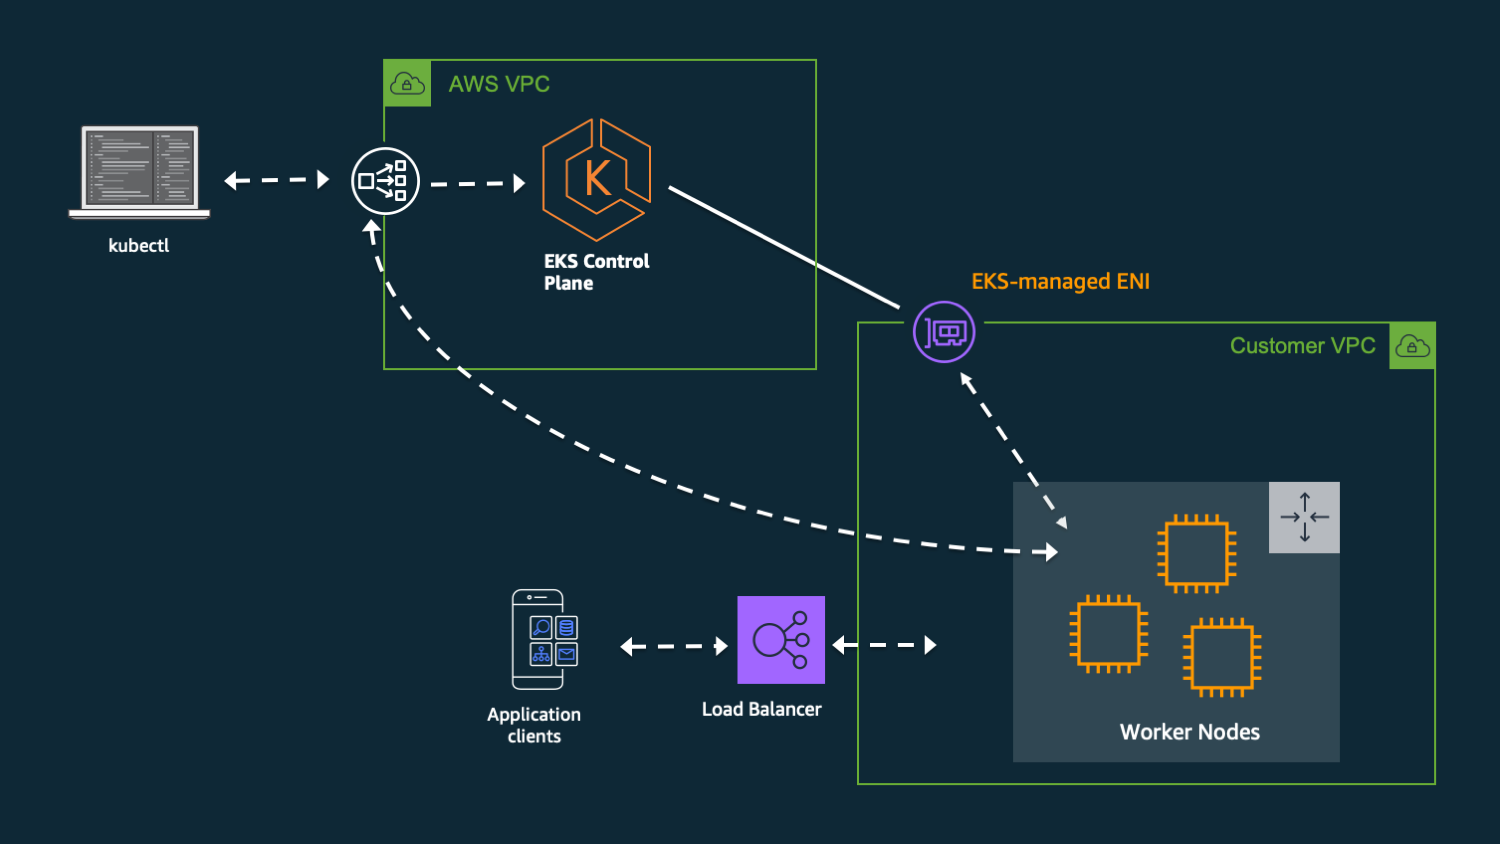 AWS VPC
kubectl
K
EKS Control
Plane
EKS-managed ENI
Customer VPC
Application
clients
Load Balancer
Worker Nodes